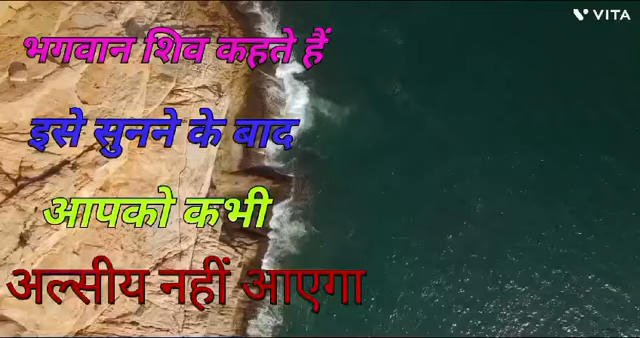 VITA
भगवान शिव कहते हैं
इसे सुनने के बाद
आपको कभी
अल्सीय नहीं आएगा